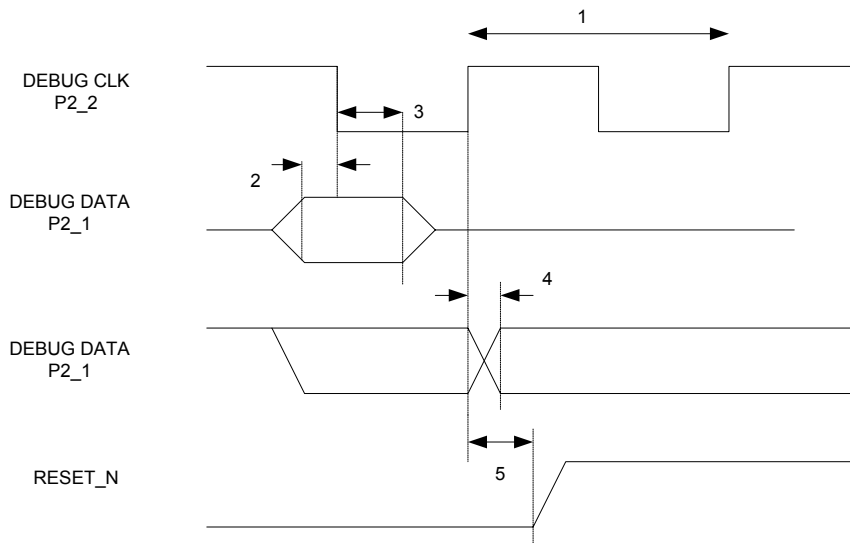 1
DEBUG CLK
P2_2
3
2
DEBUG DATA
P2_1
4
DEBUG DATA
P2_1
5
RESET_N